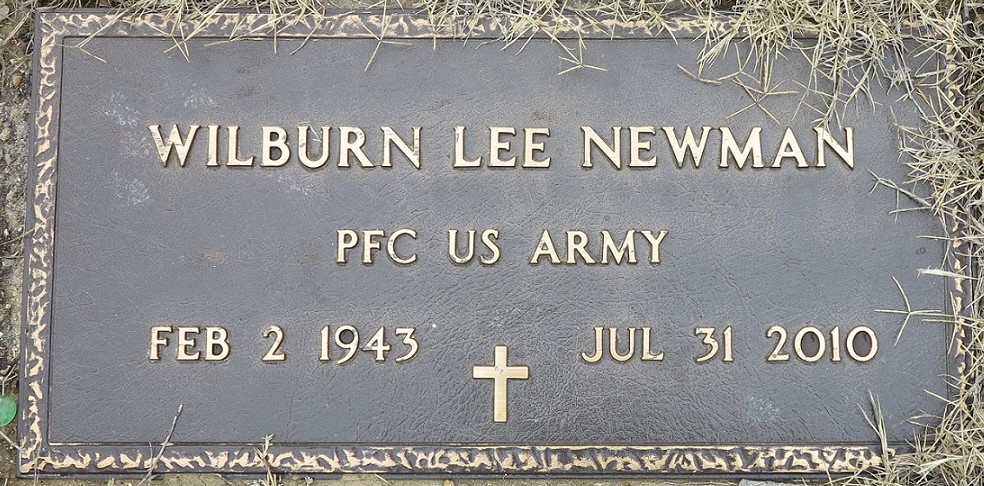 WILBURN LEE NEWMAN
PFC US ARMY
FEB 2 1943 JUL 31 2010